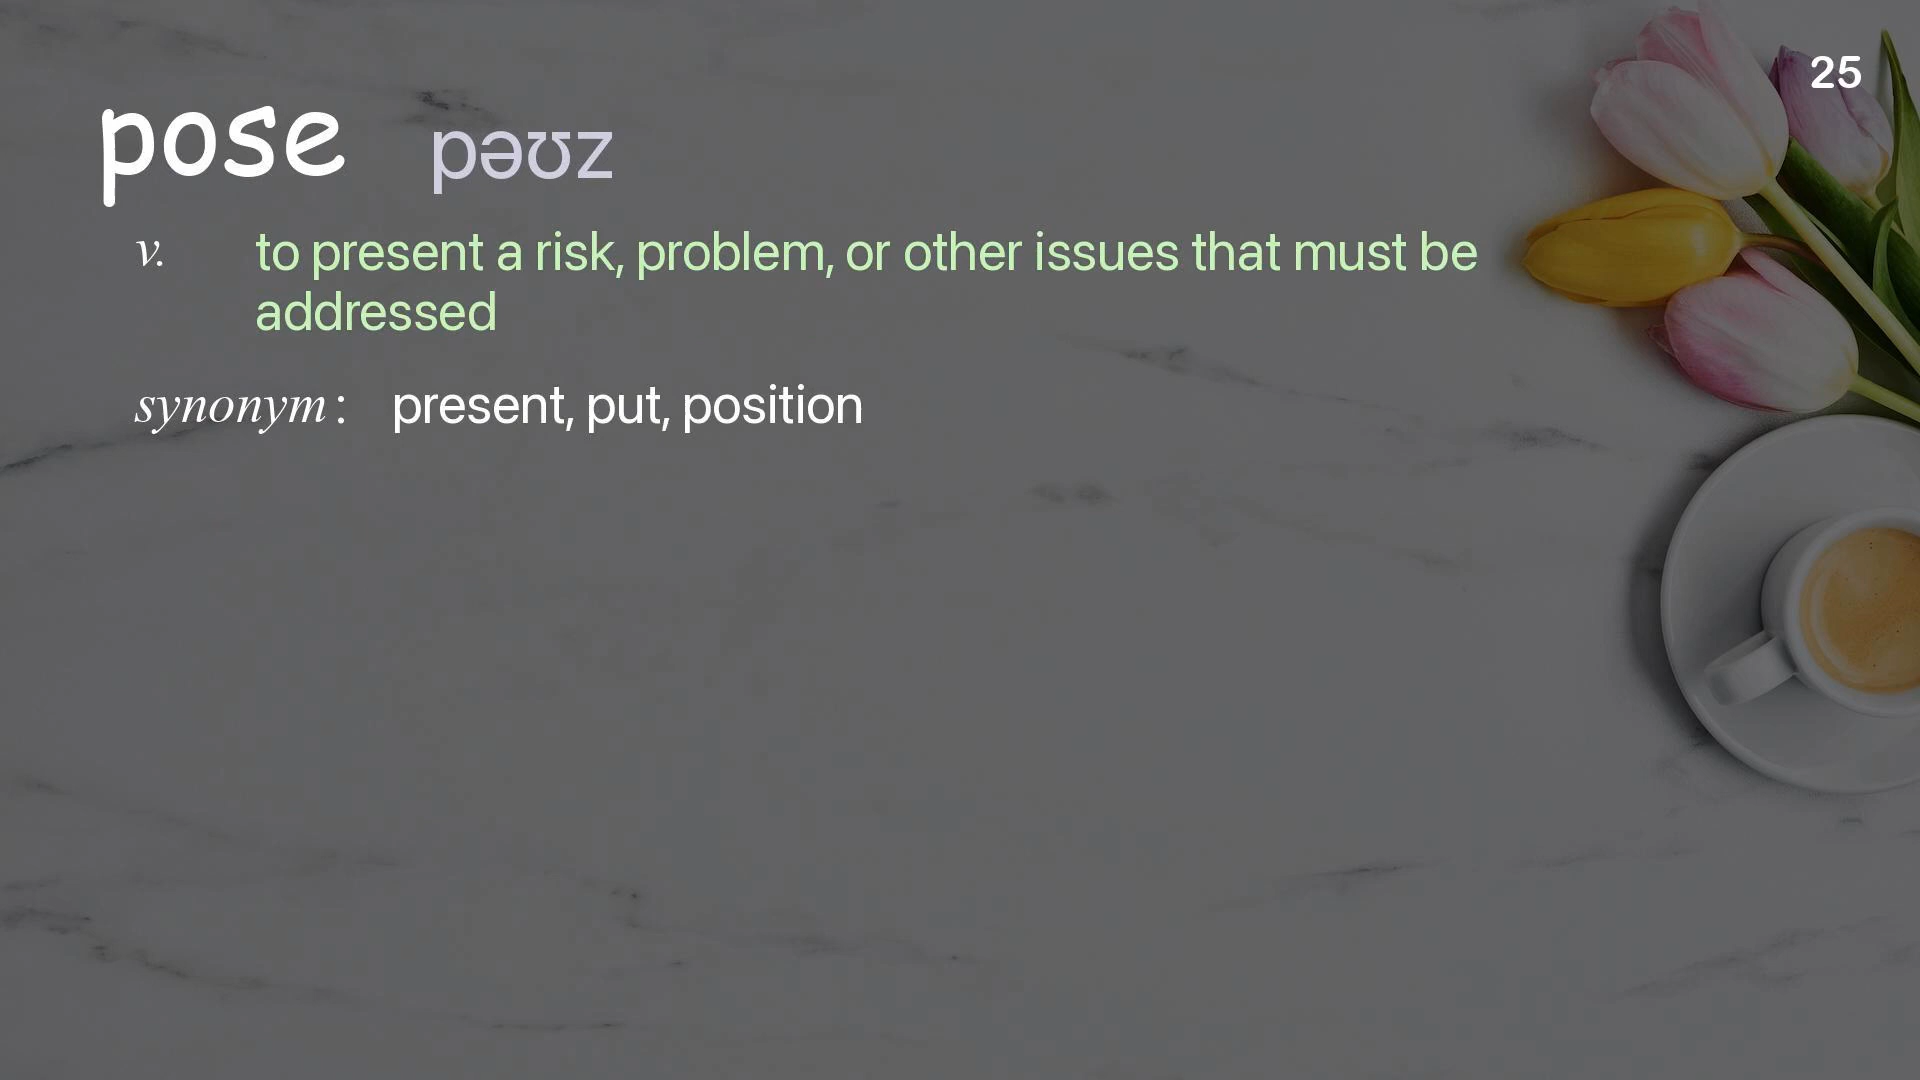 25
pose pəʊz
v. to present a risk, problem, or other issues that must be
addressed
synonym: present, put, position